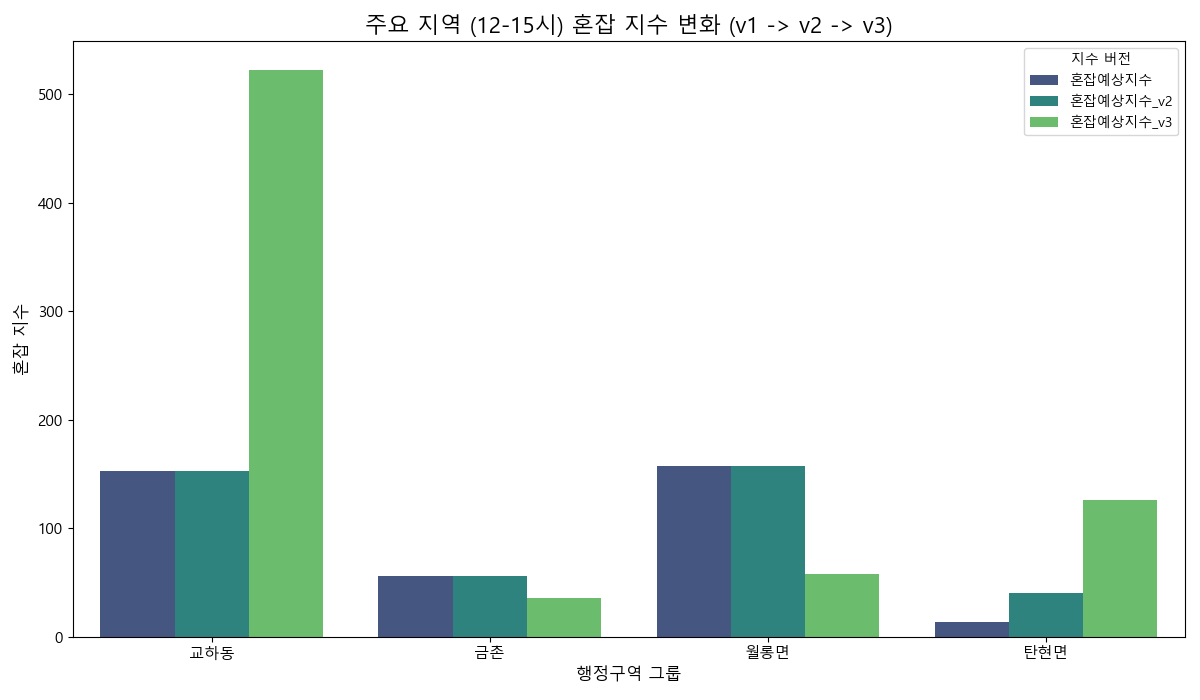 주요 지역 (12-15시) 혼잡 지수 변화 (v1 -> v2 -> v3)
지수 버전
혼잡예상지수
혼잡예상지수_v2
혼잡예상지수_v3
혼잡 지수
500
400
300
200
100
0
교하동 금존 월롱면 탄현면
행정구역 그룹